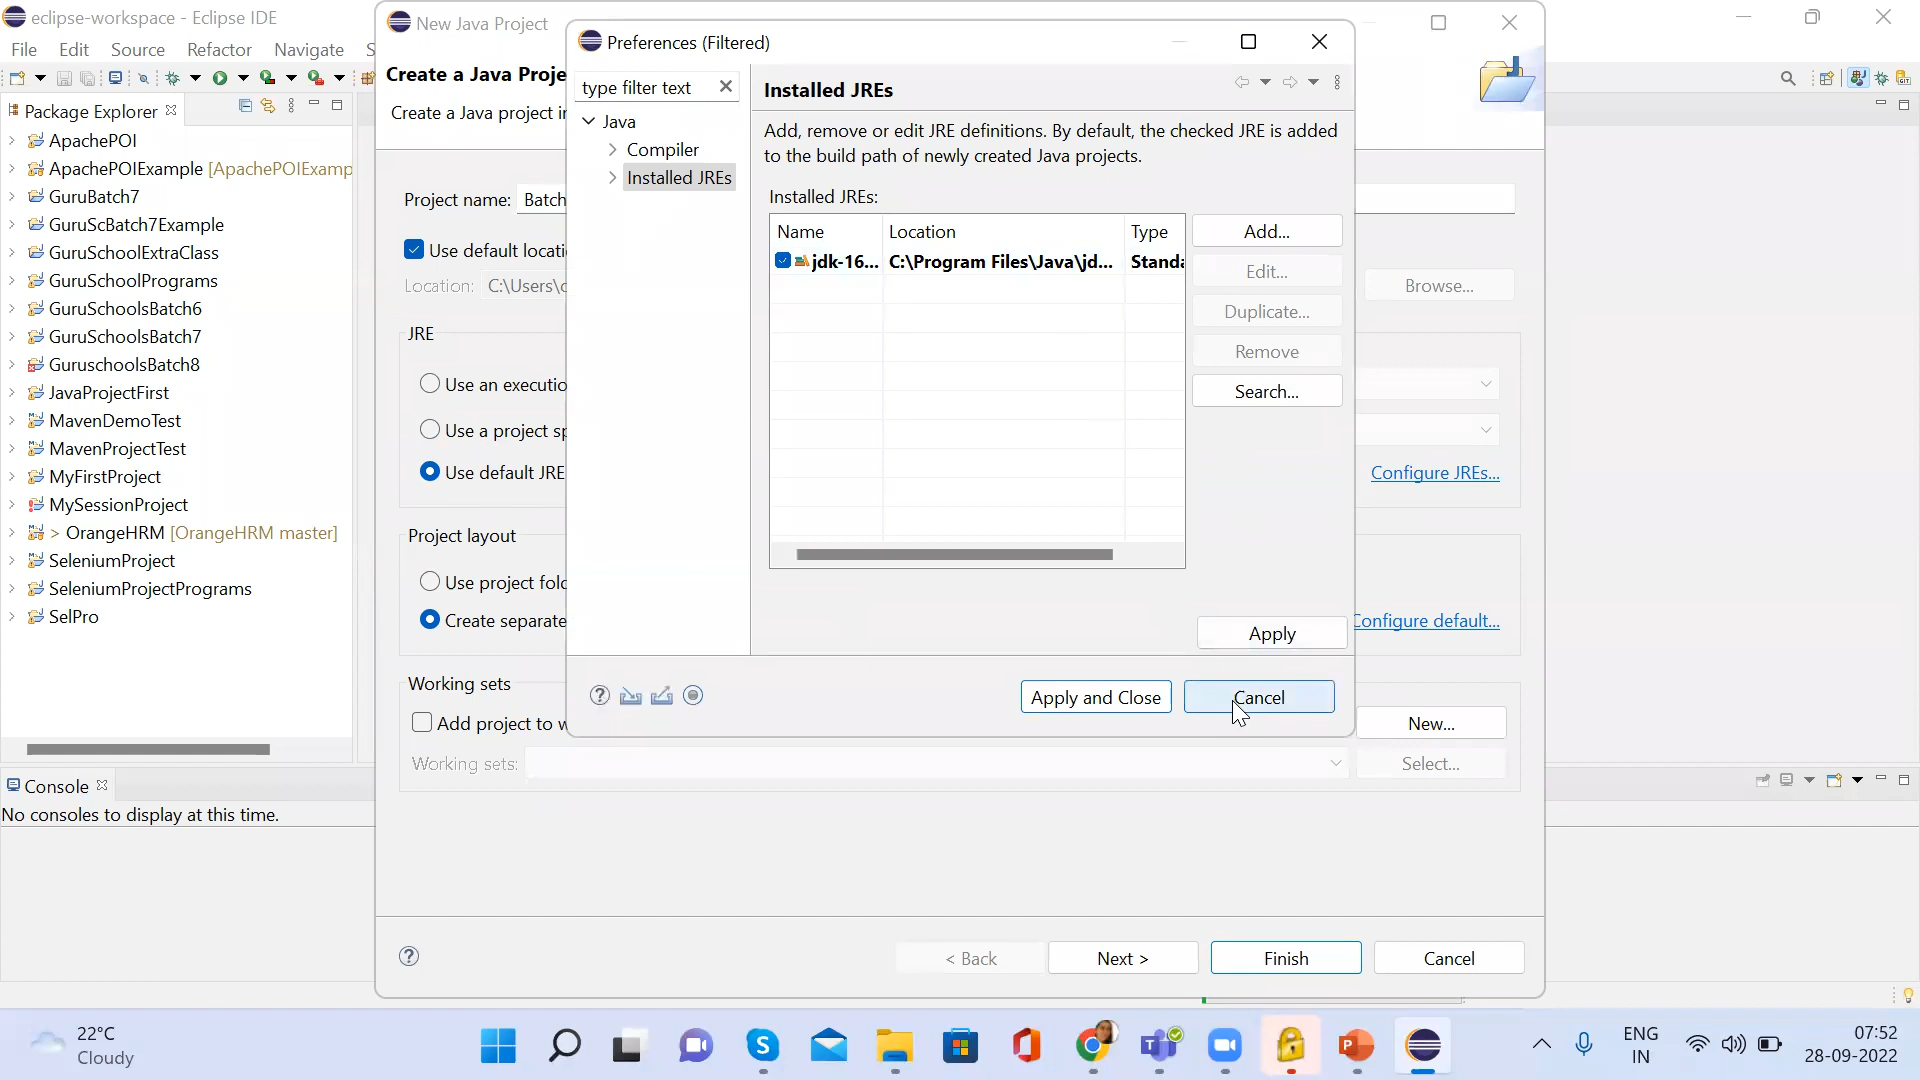 eclipse-workspace - Eclipse IDE
File Edit Source Refactor Navigate S
Package Explorer
ApachePOI
ApachePOIExample [ApachePOIExamp
GuruBatch7
GuruScBatch7Example
GuruSchoolExtraClass
GuruSchoolPrograms
GuruSchoolsBatch6
GuruSchoolsBatch7
GuruschoolsBatch8
JavaProjectFirst
MavenDemoTest
MavenProjectTest
MyFirstProject
MySessionProject
> OrangeHRM [OrangeHRM master]
SeleniumProject
SeleniumProjectPrograms
SelPro
Console
No consoles to display at this time.
New Java Project
Create a Java Proje
Create a Java project in
Project name: Batch
Use default locati
Location: C:\Users\
Browse...
JRE
Use an executio
Use a project sp
Use default JRE
Configure JREs...
Project layout
Use project fold
Create separate
Configure default...
Working sets
Add project to w
New...
Working sets:
Select...
< Back Next > Finish Cancel
Preferences (Filtered)
type filter text
Java
Compiler
Installed JREs
Installed JREs
Add, remove or edit JRE definitions. By default, the checked JRE is added
to the build path of newly created Java projects.
Installed JREs:
Name Location Type
jdk-16... C:\Program Files\Java\jd... Standa
Add...
Edit...
Duplicate...
Remove
Search...
Apply
Apply and Close Cancel
22°C
Cloudy
ENG
IN
07:52
28-09-2022